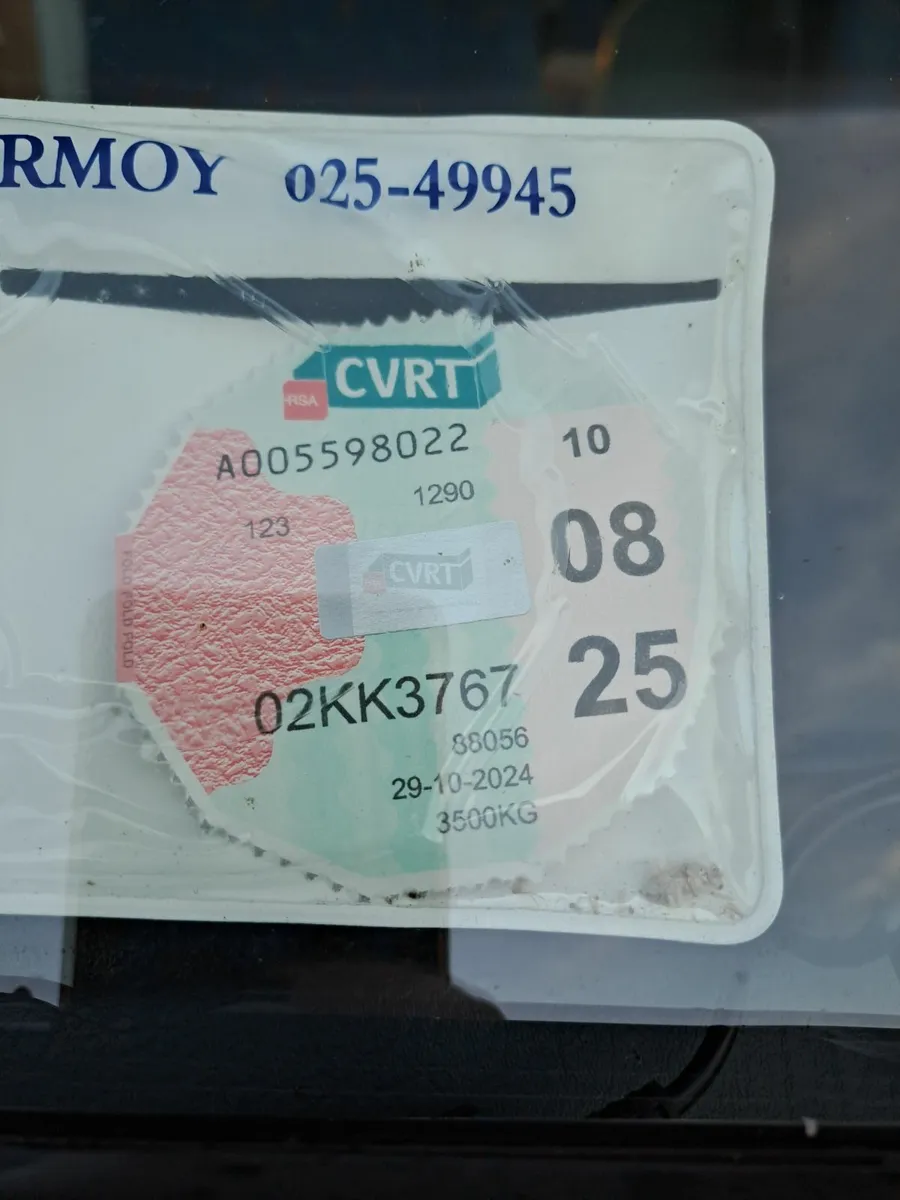 RMOY 025-49945
CVRT
RSA
A005598022
10
1290
123
08
CVRT
25
02KK3767
88056
29-10-2024
3500KG